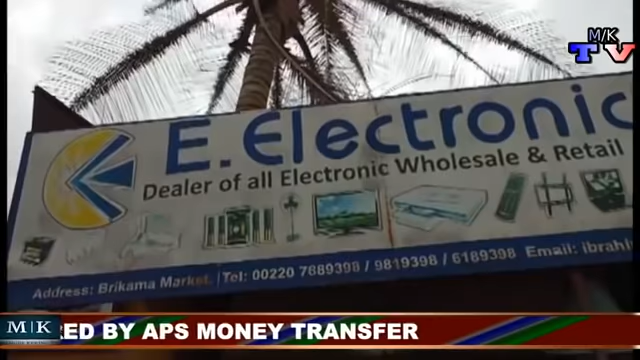 M/K
TV
E. Electronic
Dealer of all Electronic Wholesale & Retail
Address: Brikama Market. Tel: 00220 7689398 / 9819398 / 6189398 Email:
M|K
RED BY APS MONEY TRANSFER